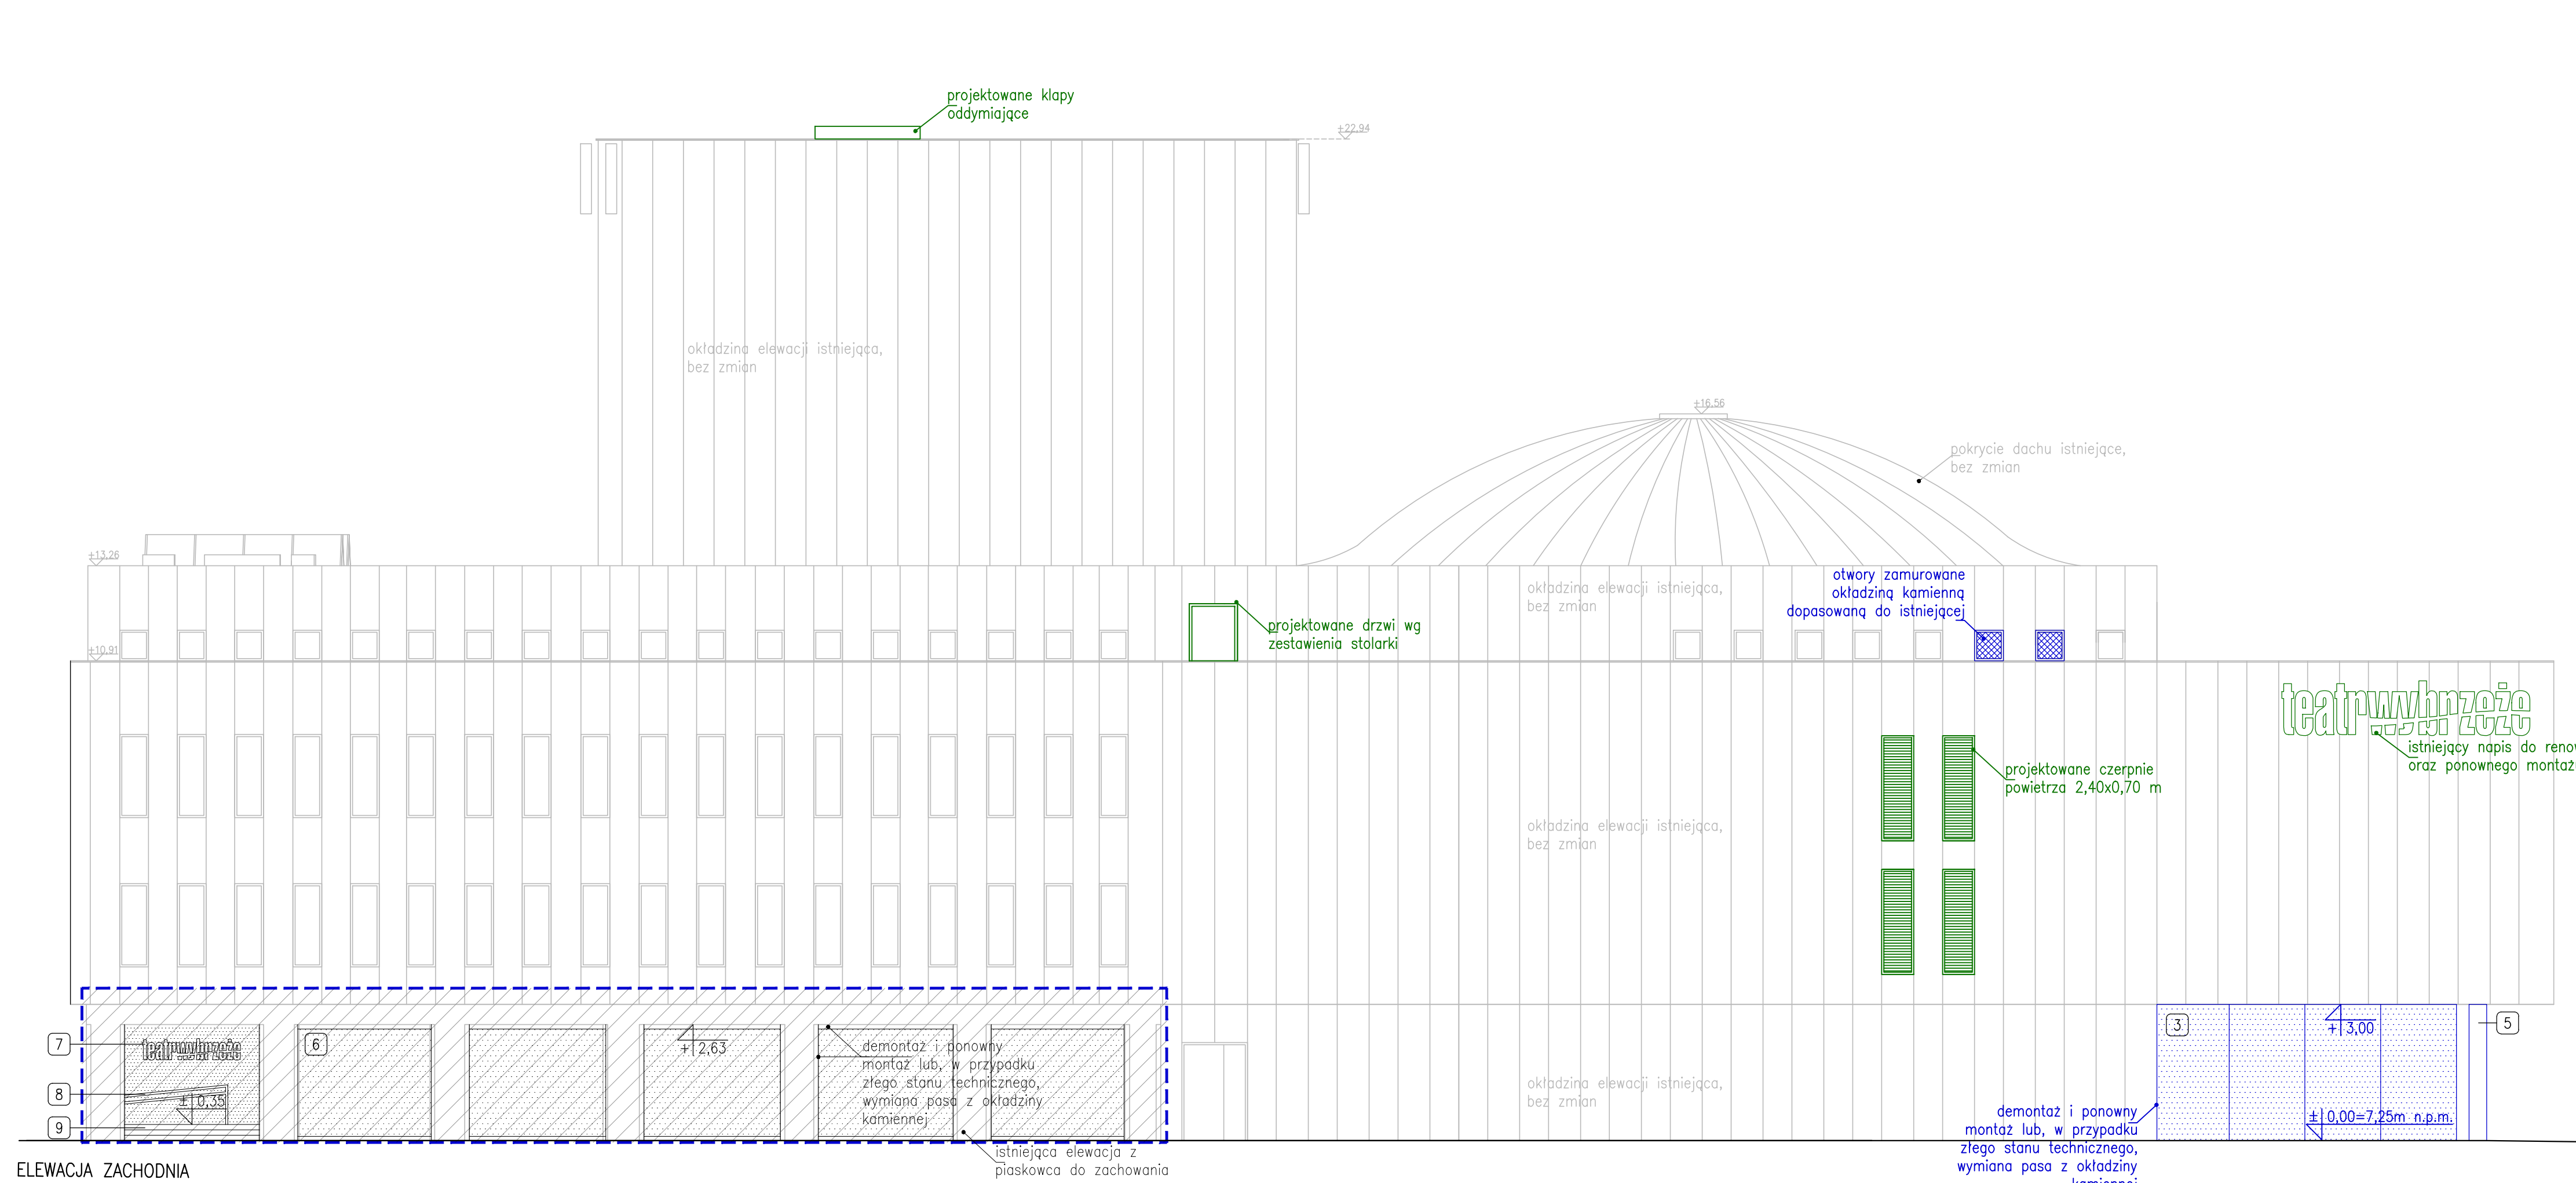 projektowane klapy
oddymiające
+22.94
okładzina elewacji istniejąca,
bez zmian
+16.56
pokrycie dachu istniejące,
bez zmian
+13.26
okładzina elewacji istniejąca,
bez zmian
otwory zamurowane
okładziną kamienną
dopasowaną do istniejącej
projektowane drzwi wg
zestawienia stolarki
+10.91
teatrwybrzeże
istniejący napis do
oraz ponownego
projektowane czerpnie
powietrza 2,40x0,70 m
okładzina elewacji istniejąca,
bez zmian
7
teatrwybrzeże
8
± 0,35
9
6
+ 2,63
demontaż i ponowny
montaż lub, w przypadku
złego stanu technicznego,
wymiana pasa z okładziny
kamiennej
istniejąca elewacja z
piaskowca do zachowania
okładzina elewacji istniejąca,
bez zmian
3
+ 3,00
5
± 0,00=7,25m n.p.m.
demontaż i ponowny
montaż lub, w przypadku
złego stanu technicznego,
wymiana pasa z okładziny
ELEWACJA ZACHODNIA